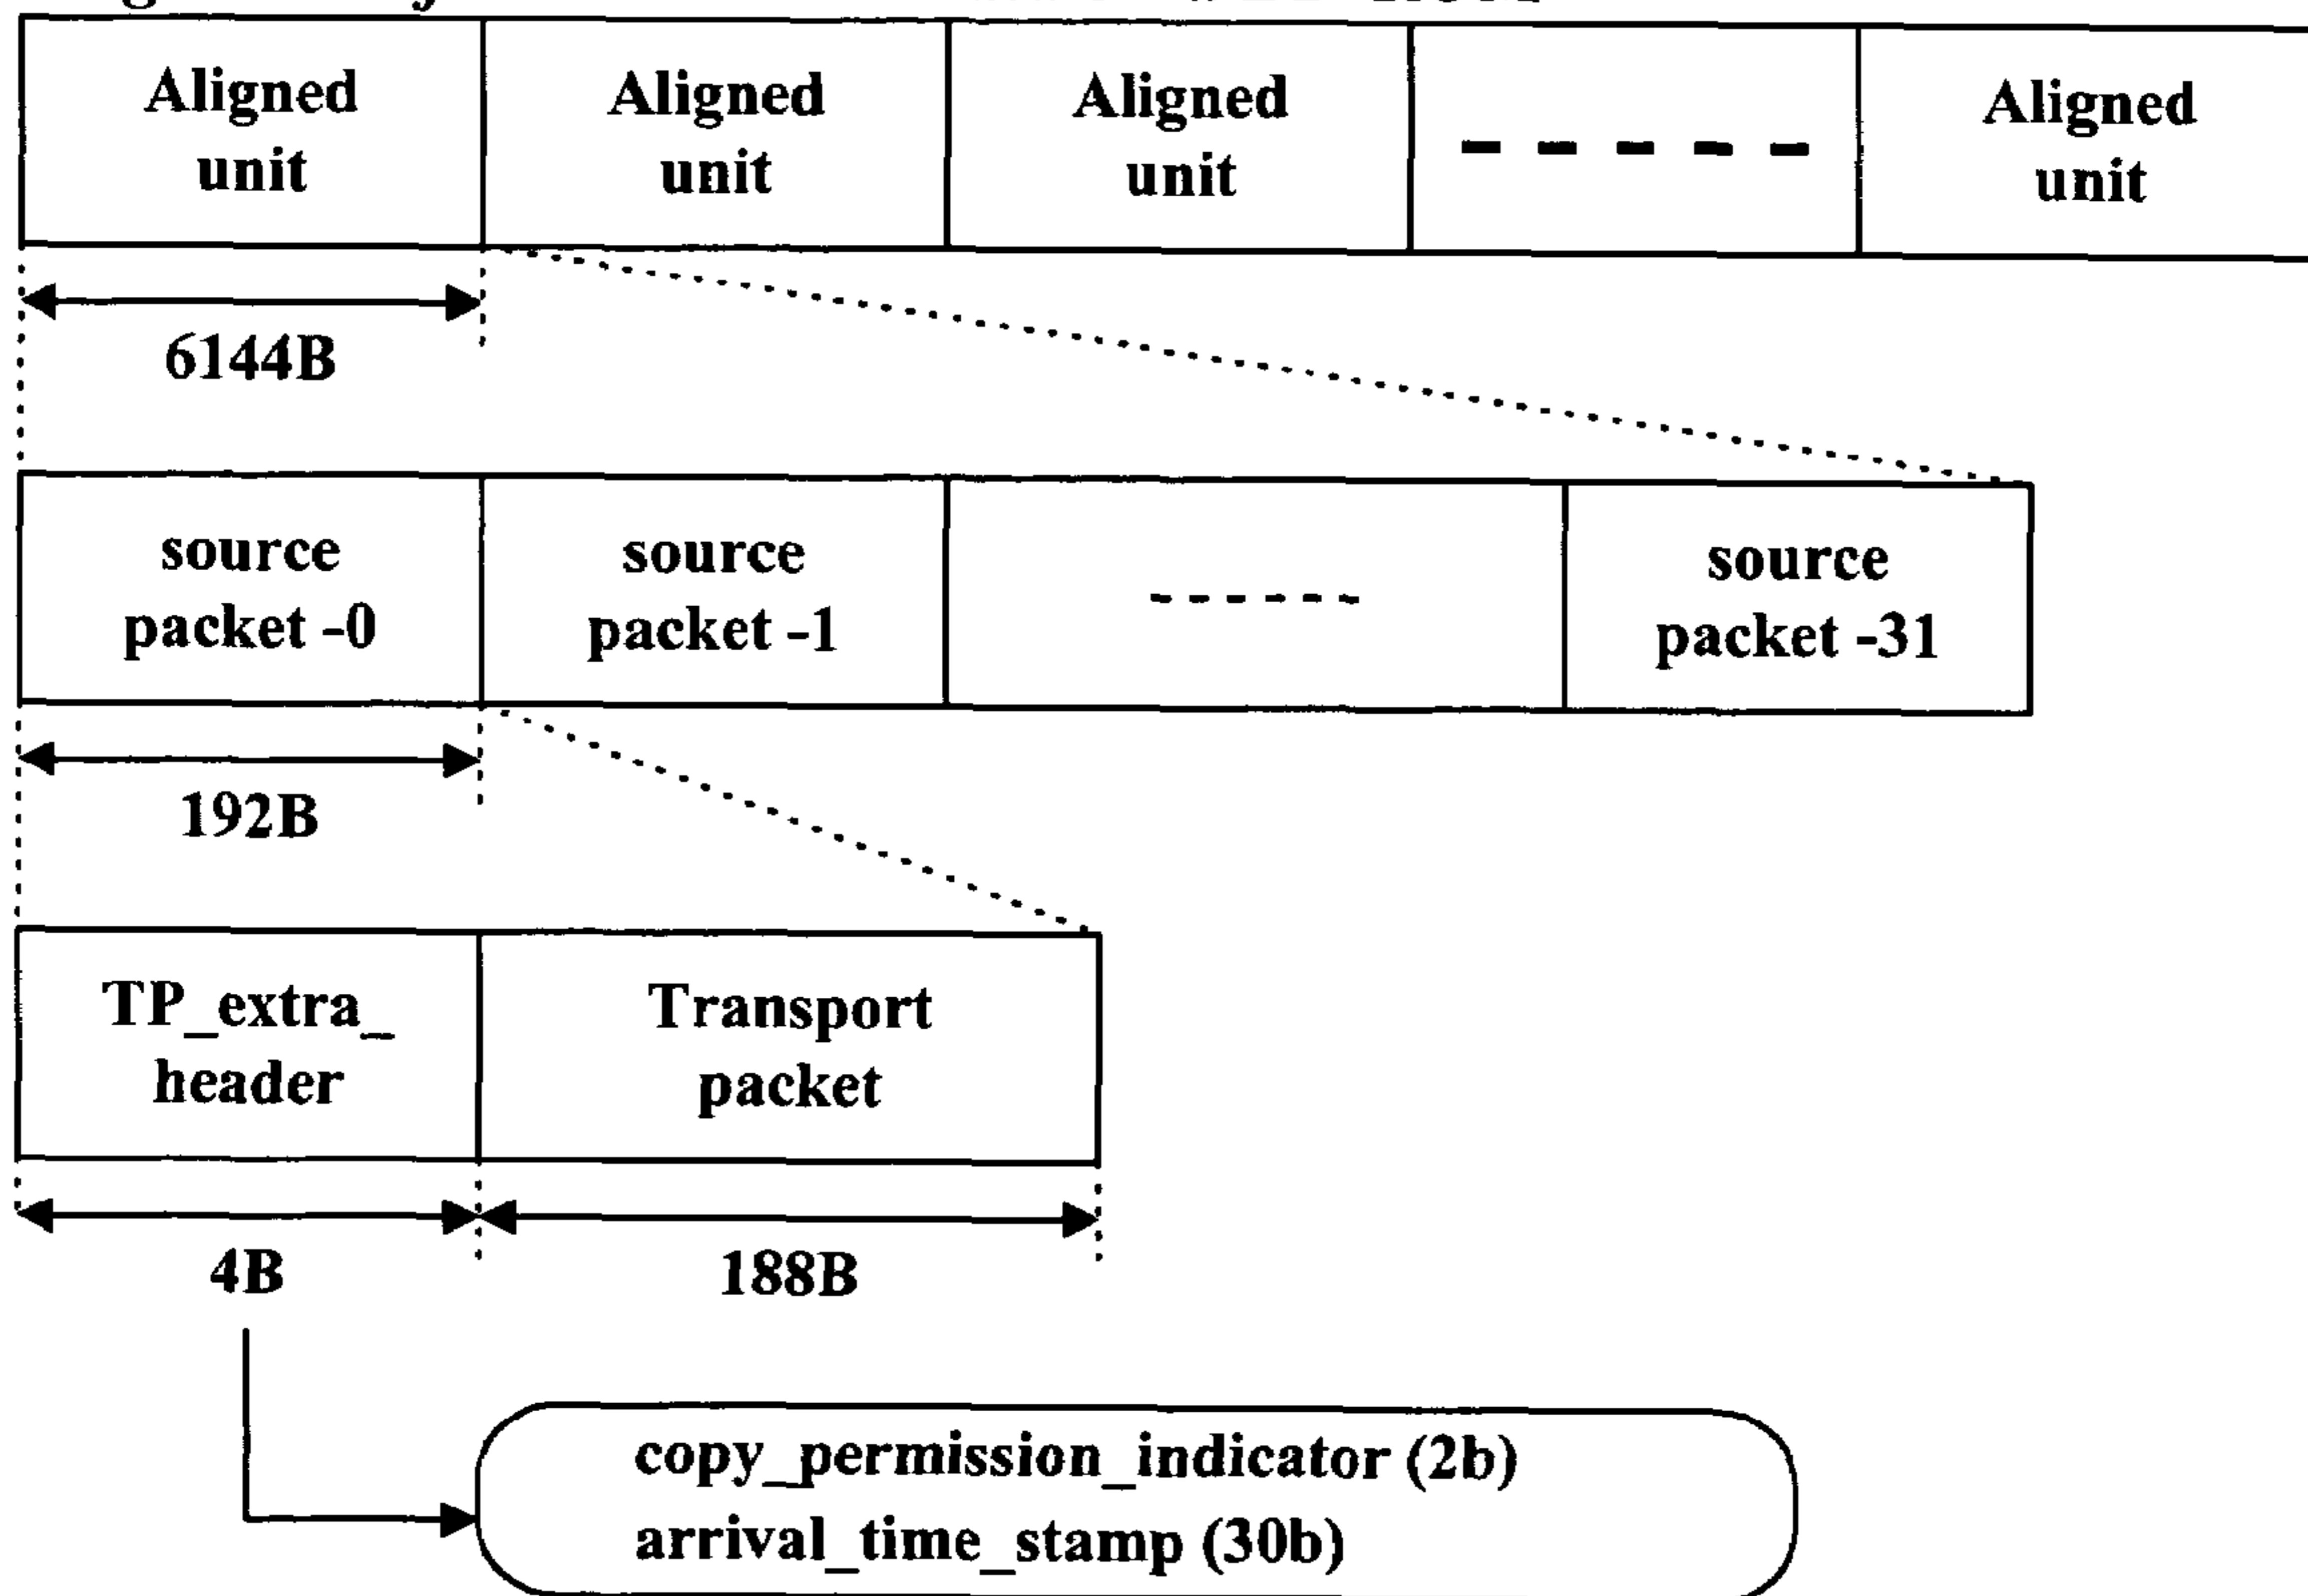 Aligned
unit
Aligned
unit
Aligned
unit
Aligned
unit
6144B
source
packet -0
source
packet -1
source
packet -31
192B
TP_extra_
header
Transport
packet
4B
188B
copy_permission_indicator (2b)
arrival_time_stamp (30b)